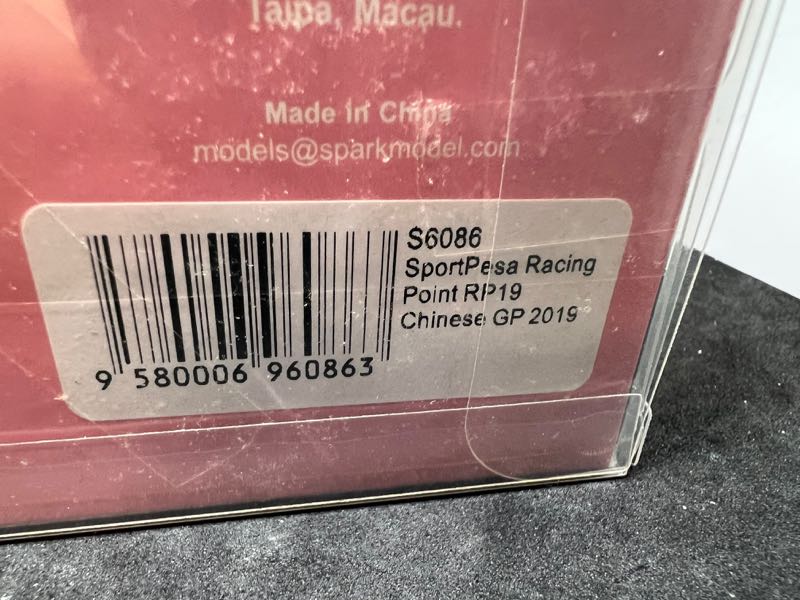 Taipa, Macau.
Made in China
models@sparkmodel.com
S6086
SportPesa Racing
Point RP19
Chinese GP 2019
9 580006 960863